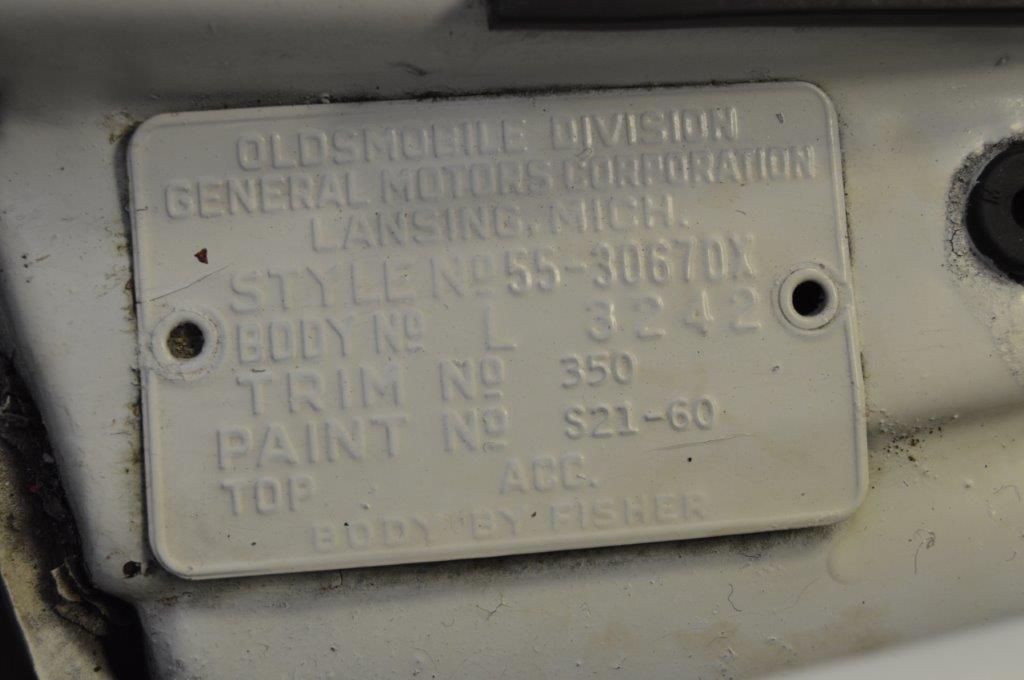 OLDSMOBILE DIVISION
GENERAL MOTORS CORPORATION
LANSING, MICH.
STYLE Nº 55-30670X
BODY Nº L 3242
TRIM Nº 350
PAINT Nº S21-60
TOP ACC.
BODY BY FISHER